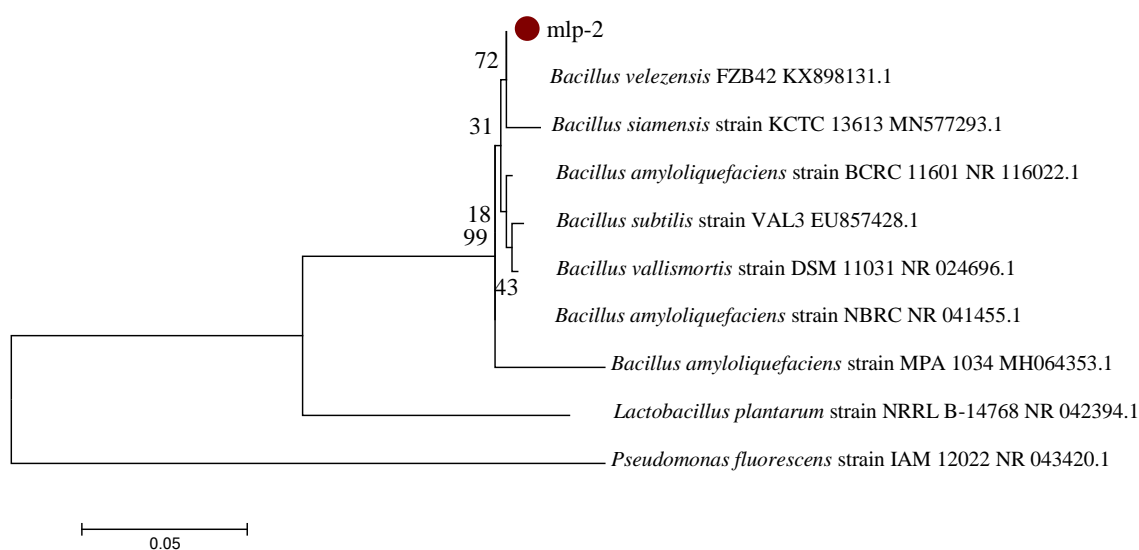 mlp-2
72
Bacillus velezensis FZB42 KX898131.1
31
Bacillus siamensis strain KCTC 13613 MN577293.1
Bacillus amyloliquefaciens strain BCRC 11601 NR 116022.1
18
Bacillus subtilis strain VAL3 EU857428.1
99
Bacillus vallismortis strain DSM 11031 NR 024696.1
43
Bacillus amyloliquefaciens strain NBRC NR 041455.1
Bacillus amyloliquefaciens strain MPA 1034 MH064353.1
Lactobacillus plantarum strain NRRL B-14768 NR 042394.1
Pseudomonas fluorescens strain IAM 12022 NR 043420.1
0.05